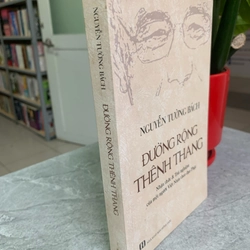 NGUYỄN TƯỜNG BÁCH
ĐƯỜNG RỘNG THÊNH THANG
NGUYỄN TƯỜNG BÁCH
ĐƯỜNG RỘNG
THÊNH THANG